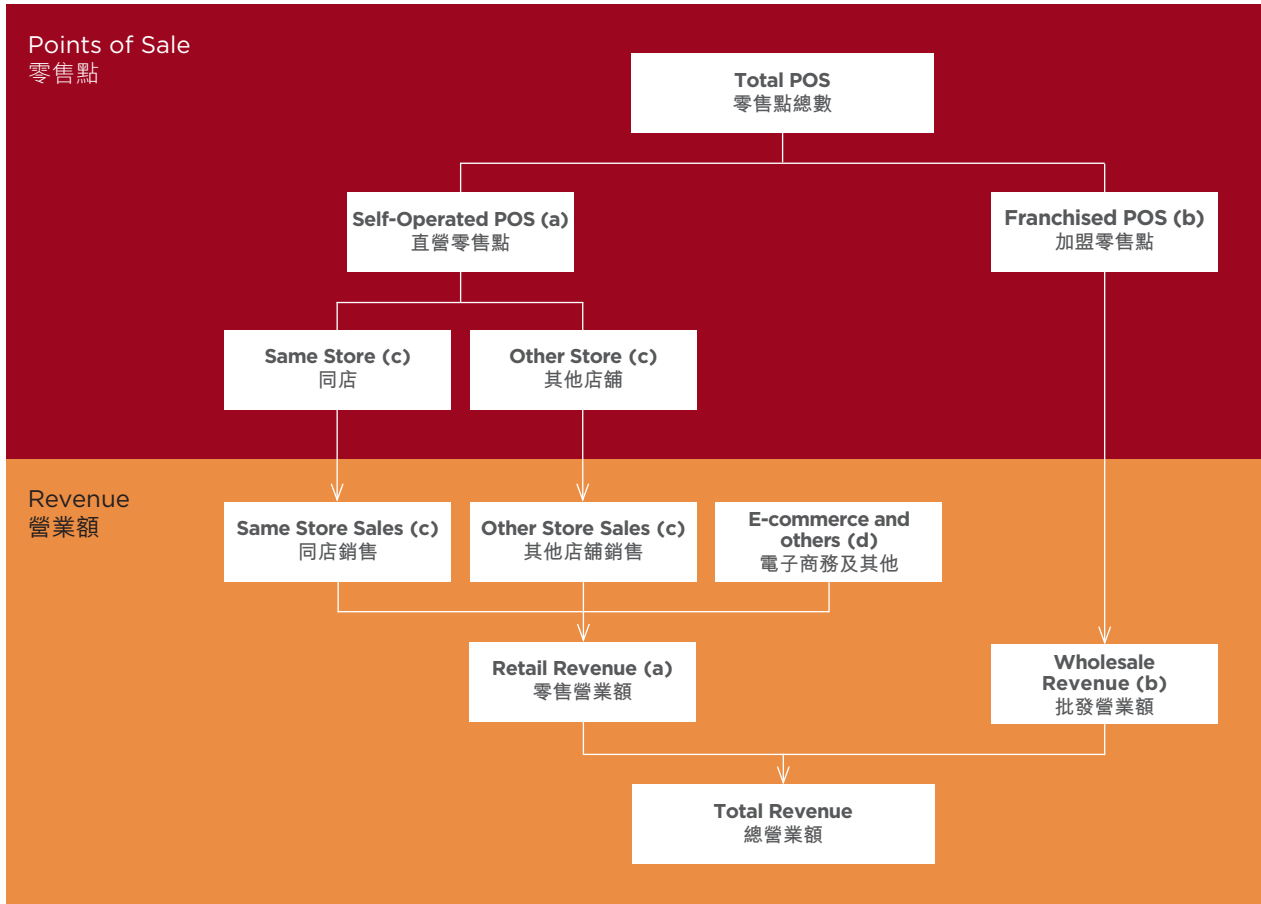 Points of Sale
零售點
Total POS
零售點總數
Self-Operated POS (a)
直營零售點
Franchised POS (b)
加盟零售點
Same Store (c)
同店
Other Store (c)
其他店舖
Revenue
營業額
Same Store Sales (c)
同店銷售
Other Store Sales (c)
其他店舖銷售
E-commerce and
others (d)
電子商務及其他
Retail Revenue (a)
零售營業額
Wholesale
Revenue (b)
批發營業額
Total Revenue
總營業額